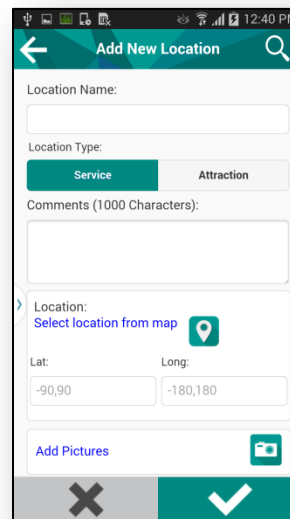 12:40 PM
Add New Location
Location Name:
Location Type:
Service Attraction
Comments (1000 Characters):
Location:
Select location from map
Lat: Long:
-90,90 -180,180
Add Pictures